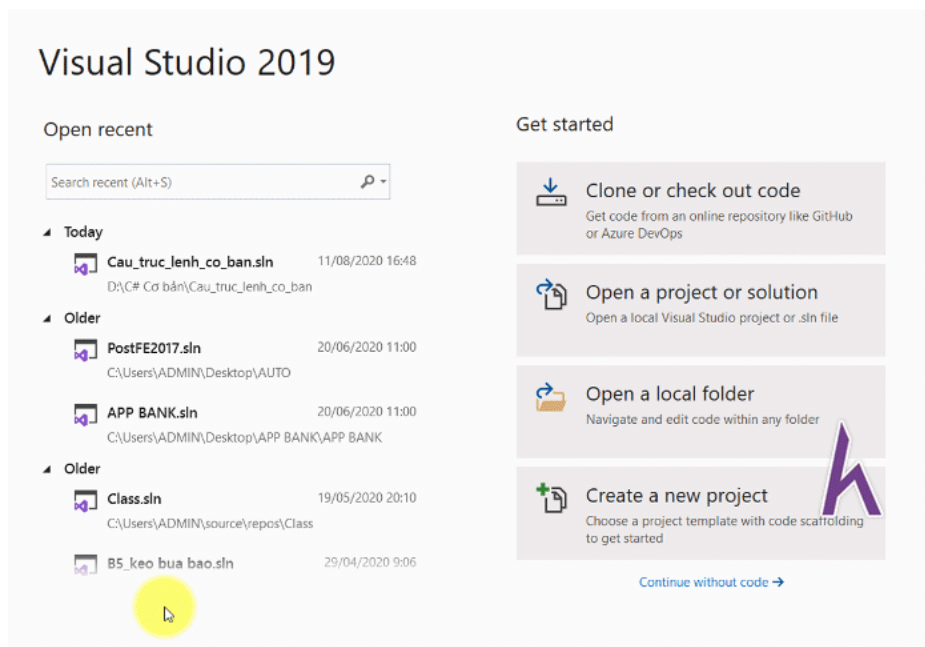 Visual Studio 2019
Open recent
Search recent (Alt+S)
Today
Cau_truc_lenh_co_ban.sln 11/08/2020 16:48
D:\C# Cơ bản\Cau_truc_lenh_co_ban
Older
PostFE2017.sln 20/06/2020 11:00
C:\Users\ADMIN\Desktop\AUTO
APP BANK.sln 20/06/2020 11:00
C:\Users\ADMIN\Desktop\APP BANK\APP BANK
Older
Class.sln 19/05/2020 20:10
C:\Users\ADMIN\source\repos\Class
B5_keo bua bao.sln 29/04/2020 9:06
Get started
Clone or check out code
Get code from an online repository like GitHub
or Azure DevOps
Open a project or solution
Open a local Visual Studio project or .sln file
Open a local folder
Navigate and edit code within any folder
Create a new project
Choose a project template with code scaffolding
to get started
Continue without code →